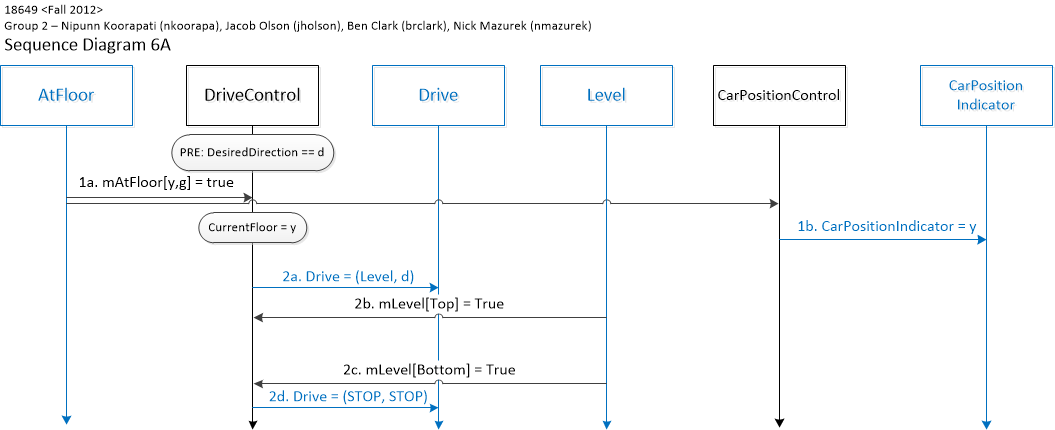 18649 <Fall 2012>
Group 2 – Nipunn Koorapati (nkoorapa), Jacob Olson (jholson), Ben Clark (brclark), Nick Mazurek (nmazurek)
Sequence Diagram 6A
AtFloor
DriveControl
Drive
Level
CarPositionControl
CarPosition
Indicator
PRE: DesiredDirection == d
1a. mAtFloor[y,g] = true
CurrentFloor = y
1b. CarPositionIndicator = y
2a. Drive = (Level, d)
2b. mLevel[Top] = True
2c. mLevel[Bottom] = True
2d. Drive = (STOP, STOP)